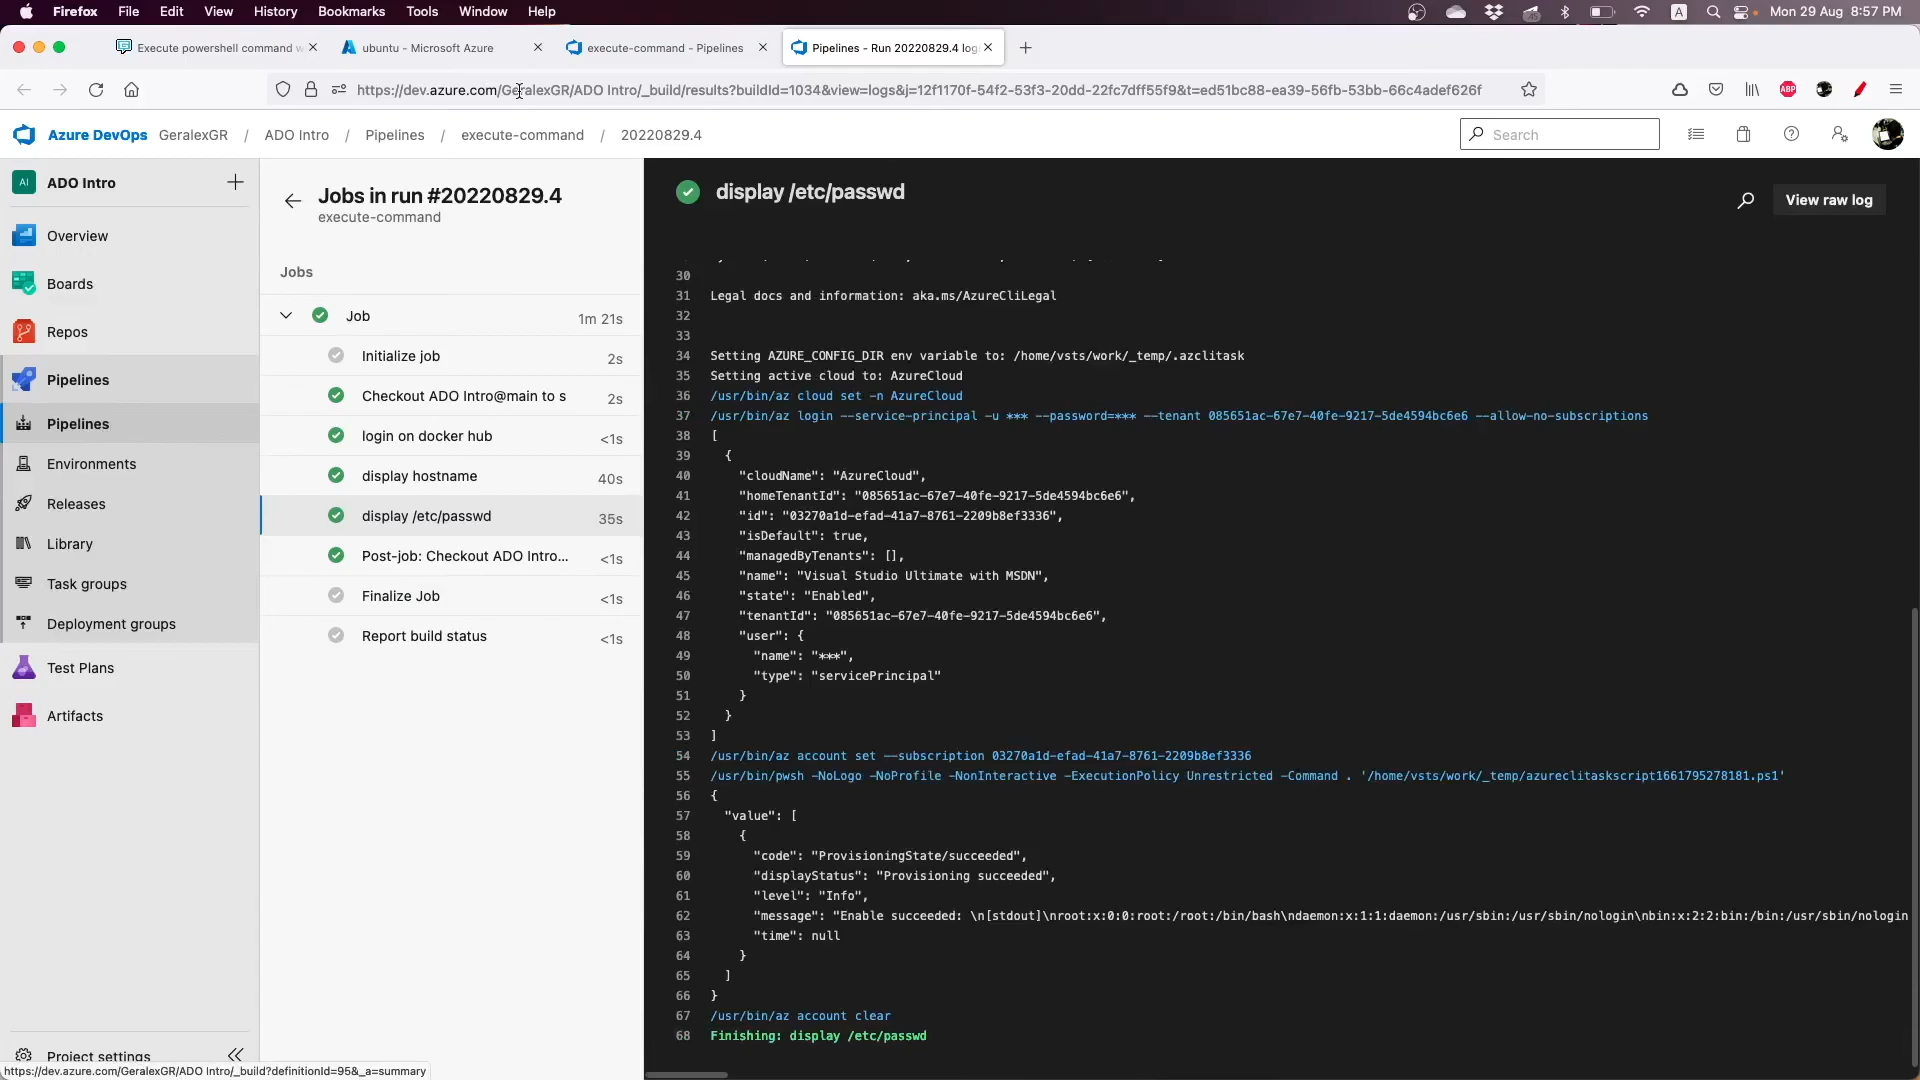 Firefox File Edit View History Bookmarks Tools Window Help
A
Mon 29 Aug 8:57 PM
Execute powershell command w
ubuntu - Microsoft Azure
execute-command - Pipelines
Pipelines - Run 20220829.4 log
https://dev.azure.com/GeralexGR/ADO Intro/_build/results?buildId=1034&view=logs&j=12f1170f-54f2-53f3-20dd-22fc7dff55f9&t=ed51bc88-ea39-56fb-53bb-66c4adef626f
ABP
Azure DevOps GeralexGR / ADO Intro / Pipelines / execute-command / 20220829.4
Search
AI ADO Intro
Overview
Boards
Repos
Pipelines
Pipelines
Environments
Releases
Library
Task groups
Deployment groups
Test Plans
Artifacts
Project settings
https://dev.azure.com/GeralexGR/ADO Intro/_build?definitionId=95&_a=summary
Jobs in run #20220829.4
execute-command
Jobs
Job 1m 21s
Initialize job 2s
Checkout ADO Intro@main to s 2s
login on docker hub <1s
display hostname 40s
display /etc/passwd 35s
Post-job: Checkout ADO Intro... <1s
Finalize Job <1s
Report build status <1s
display /etc/passwd
View raw log
30
31 Legal docs and information: aka.ms/AzureCliLegal
32
33
34 Setting AZURE_CONFIG_DIR env variable to: /home/vsts/work/_temp/.azclitask
35 Setting active cloud to: AzureCloud
36 /usr/bin/az cloud set -n AzureCloud
37 /usr/bin/az login --service-principal -u *** --password=*** --tenant 085651ac-67e7-40fe-9217-5de4594bc6e6 --allow-no-subscriptions
38 [
39 {
40 "cloudName": "AzureCloud",
41 "homeTenantId": "085651ac-67e7-40fe-9217-5de4594bc6e6",
42 "id": "03270a1d-efad-41a7-8761-2209b8ef3336",
43 "isDefault": true,
44 "managedByTenants": [],
45 "name": "Visual Studio Ultimate with MSDN",
46 "state": "Enabled",
47 "tenantId": "085651ac-67e7-40fe-9217-5de4594bc6e6",
48 "user": {
49 "name": "***",
50 "type": "servicePrincipal"
51 }
52 }
53 ]
54 /usr/bin/az account set --subscription 03270a1d-efad-41a7-8761-2209b8ef3336
55 /usr/bin/pwsh -NoLogo -NoProfile -NonInteractive -ExecutionPolicy Unrestricted -Command . '/home/vsts/work/_temp/azureclitaskscript1661795278181.ps1'
56 {
57 "value": [
58 {
59 "code": "ProvisioningState/succeeded",
60 "displayStatus": "Provisioning succeeded",
61 "level": "Info",
62 "message": "Enable succeeded: \n[stdout]\nroot:x:0:0:root:/root:/bin/bash\ndaemon:x:1:1:daemon:/usr/sbin:/usr/sbin/nologin\nbin:x:2:2:bin:/bin:/usr/sbin/nologin
63 "time": null
64 }
65 ]
66 }
67 /usr/bin/az account clear
68 Finishing: display /etc/passwd